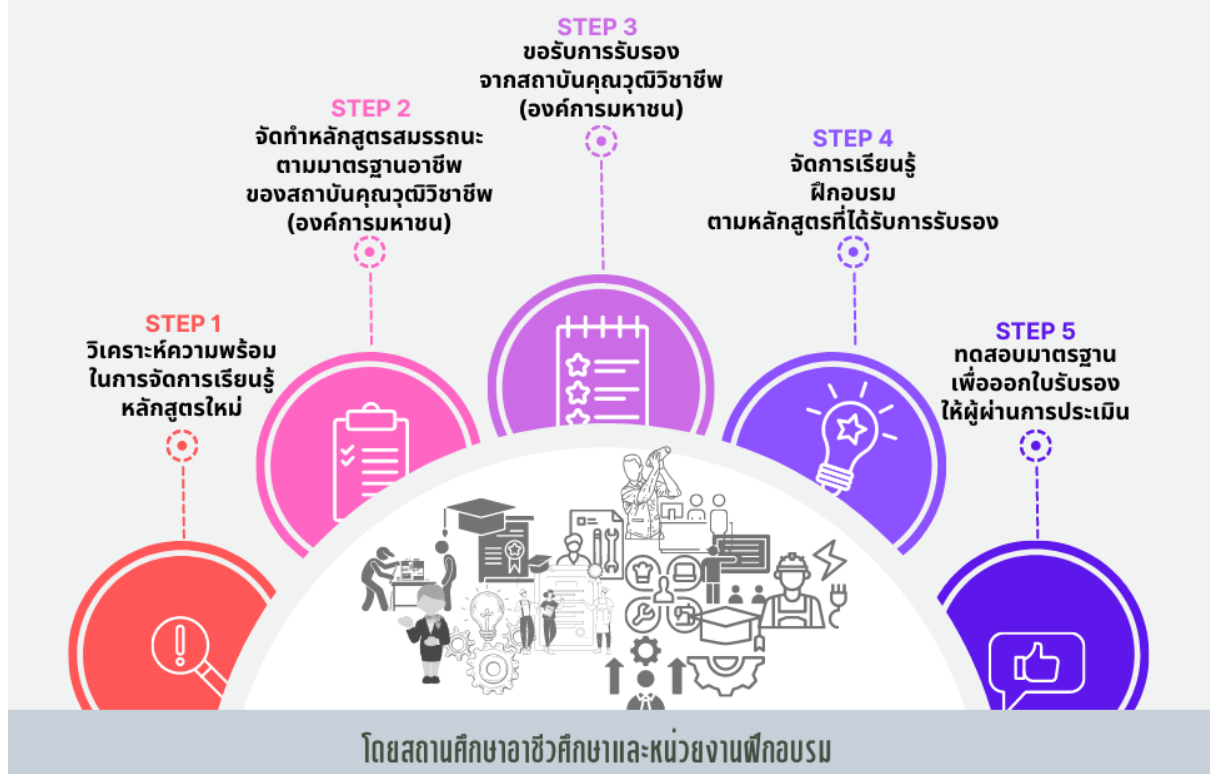 STEP 1
วิเคราะห์ความพร้อม
ในการจัดการเรียนรู้
หลักสูตรใหม่
STEP 2
จัดทำหลักสูตรสมรรถนะ
ตามมาตรฐานอาชีพ
ของสถาบันคุณวุฒิวิชาชีพ
(องค์การมหาชน)
STEP 3
ขอรับการรับรอง
จากสถาบันคุณวุฒิวิชาชีพ
(องค์การมหาชน)
STEP 4
จัดการเรียนรู้
ฝึกอบรม
ตามหลักสูตรที่ได้รับการรับรอง
STEP 5
ทดสอบมาตรฐาน
เพื่อออกใบรับรอง
ให้ผู้ผ่านการประเมิน
โดยสถานศึกษาอาชีวศึกษาและหน่วยงานฝึกอบรม